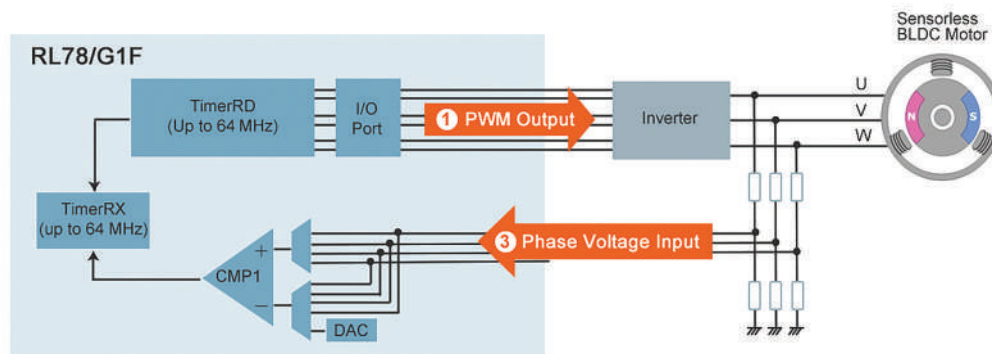 Sensorless
BLDC Motor
RL78/G1F
TimerRD
(Up to 64 MHz)
I/O
Port
1 PWM Output
Inverter
U
V
W
N
S
TimerRX
(up to 64 MHz)
3 Phase Voltage Input
+
CMP1
−
DAC